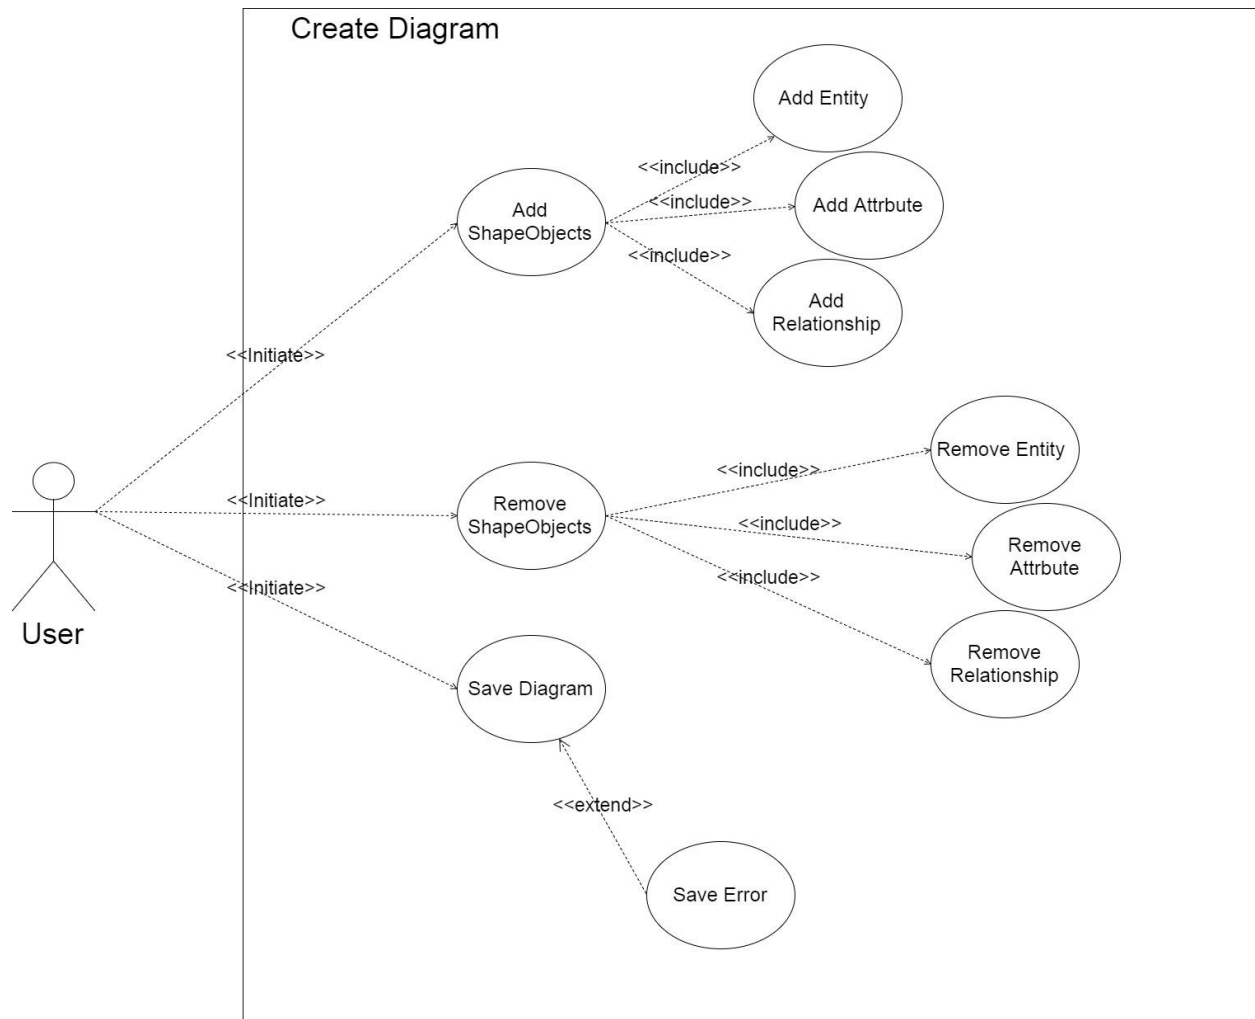 Create Diagram
Add Entity
<<include>>
Add
ShapeObjects
<<include>>
Add Attrbute
<<include>>
Add
Relationship
<<Initiate>>
Remove Entity
<<include>>
<<Initiate>>
Remove
ShapeObjects
<<include>>
Remove
Attrbute
<<include>>
<<Initiate>>
User
Remove
Relationship
Save Diagram
<<extend>>
Save Error